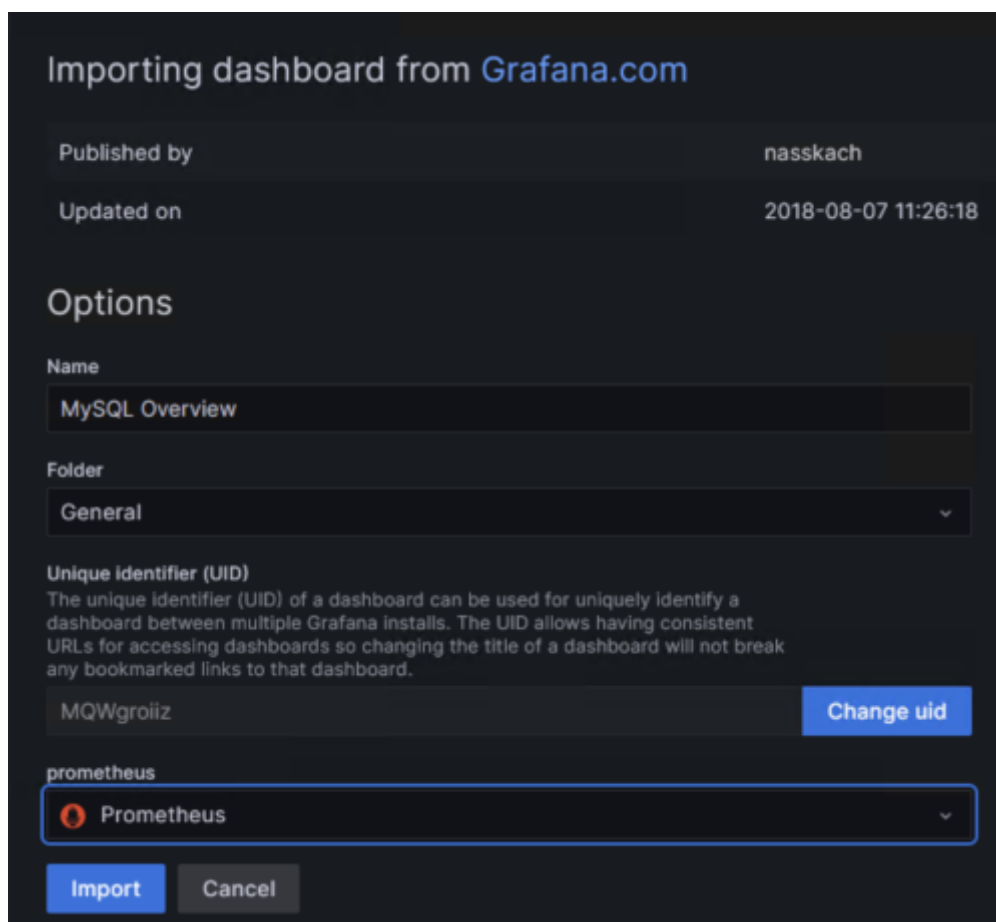 Importing dashboard from Grafana.com
Published by nasskach
Updated on 2018-08-07 11:26:18
Options
Name
MySQL Overview
Folder
General
Unique identifier (UID)
The unique identifier (UID) of a dashboard can be used for uniquely identify a
dashboard between multiple Grafana installs. The UID allows having consistent
URLs for accessing dashboards so changing the title of a dashboard will not break
any bookmarked links to that dashboard.
MQWgroiiz Change uid
prometheus
Prometheus
Import Cancel